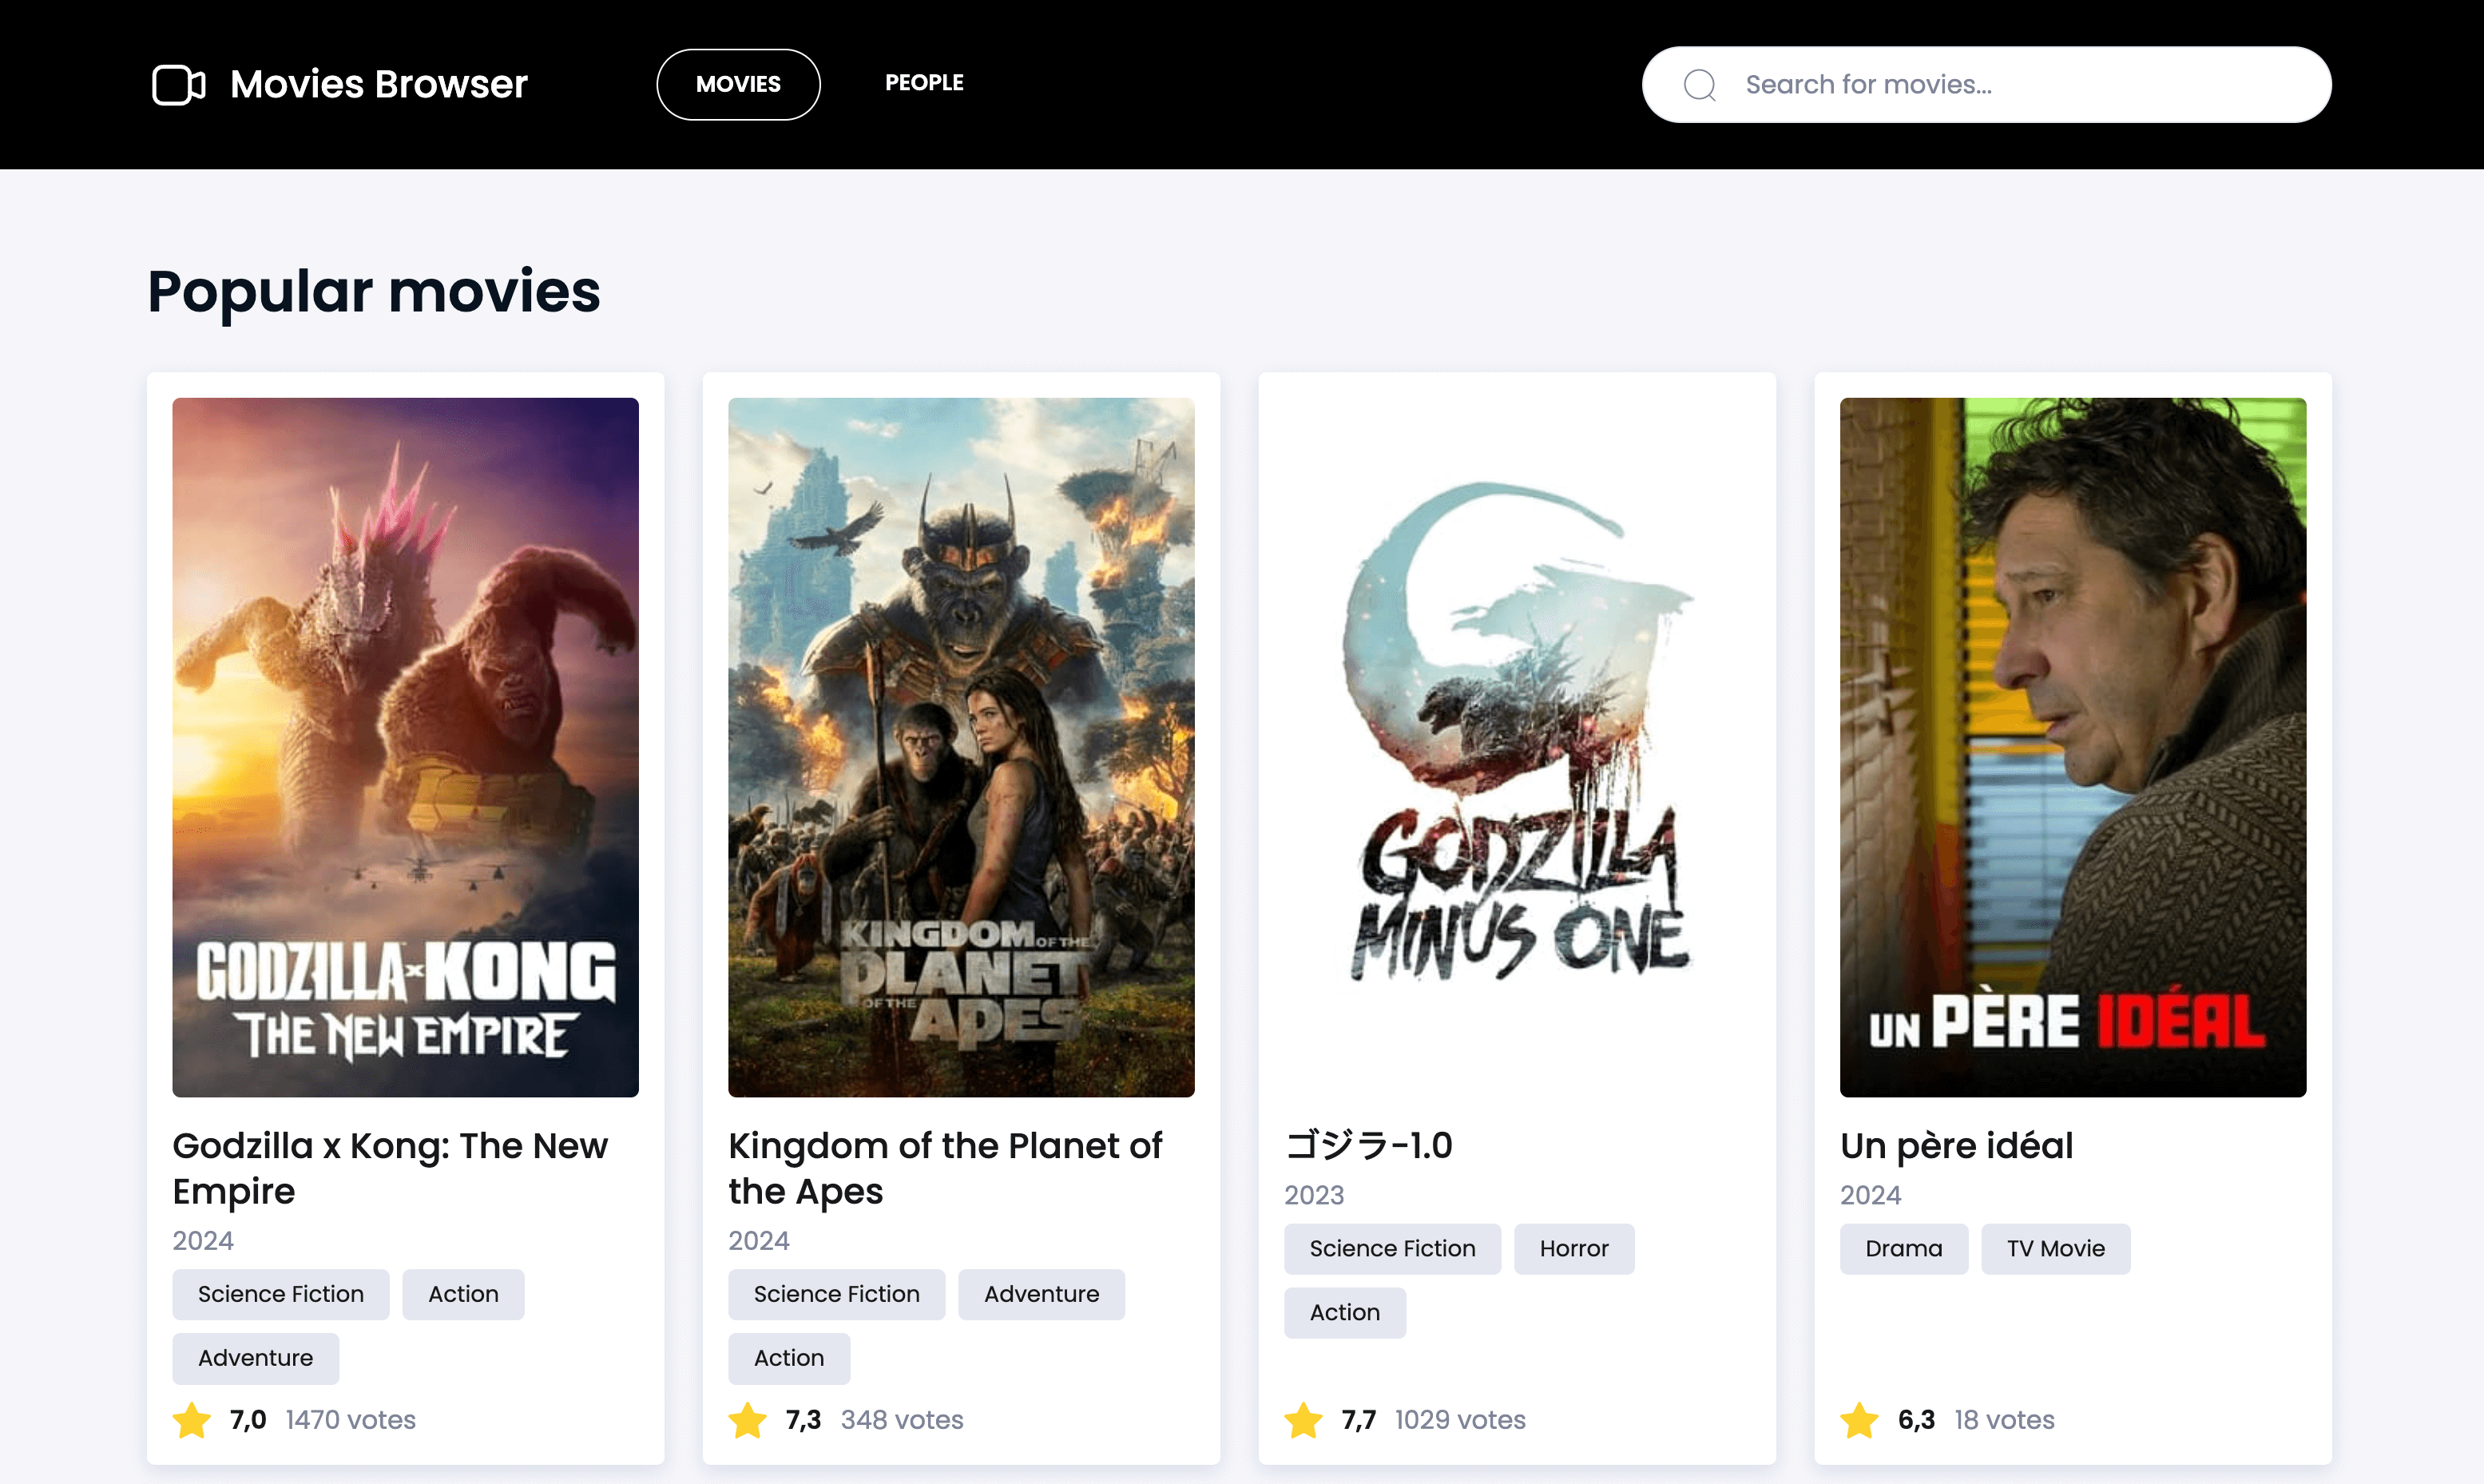 Movies Browser
MOVIES
PEOPLE
Search for movies...
Popular movies
GODZILLA x KONG
THE NEW EMPIRE
Godzilla x Kong: The New
Empire
2024
Science Fiction
Action
Adventure
7,0 1470 votes
KINGDOM OF THE
PLANET
OF THE APES
Kingdom of the Planet of
the Apes
2024
Science Fiction
Adventure
Action
7,3 348 votes
GODZILLA
MINUS ONE
ゴジラ-1.0
2023
Science Fiction
Horror
Action
7,7 1029 votes
UN PÈRE IDÉAL
Un père idéal
2024
Drama
TV Movie
6,3 18 votes